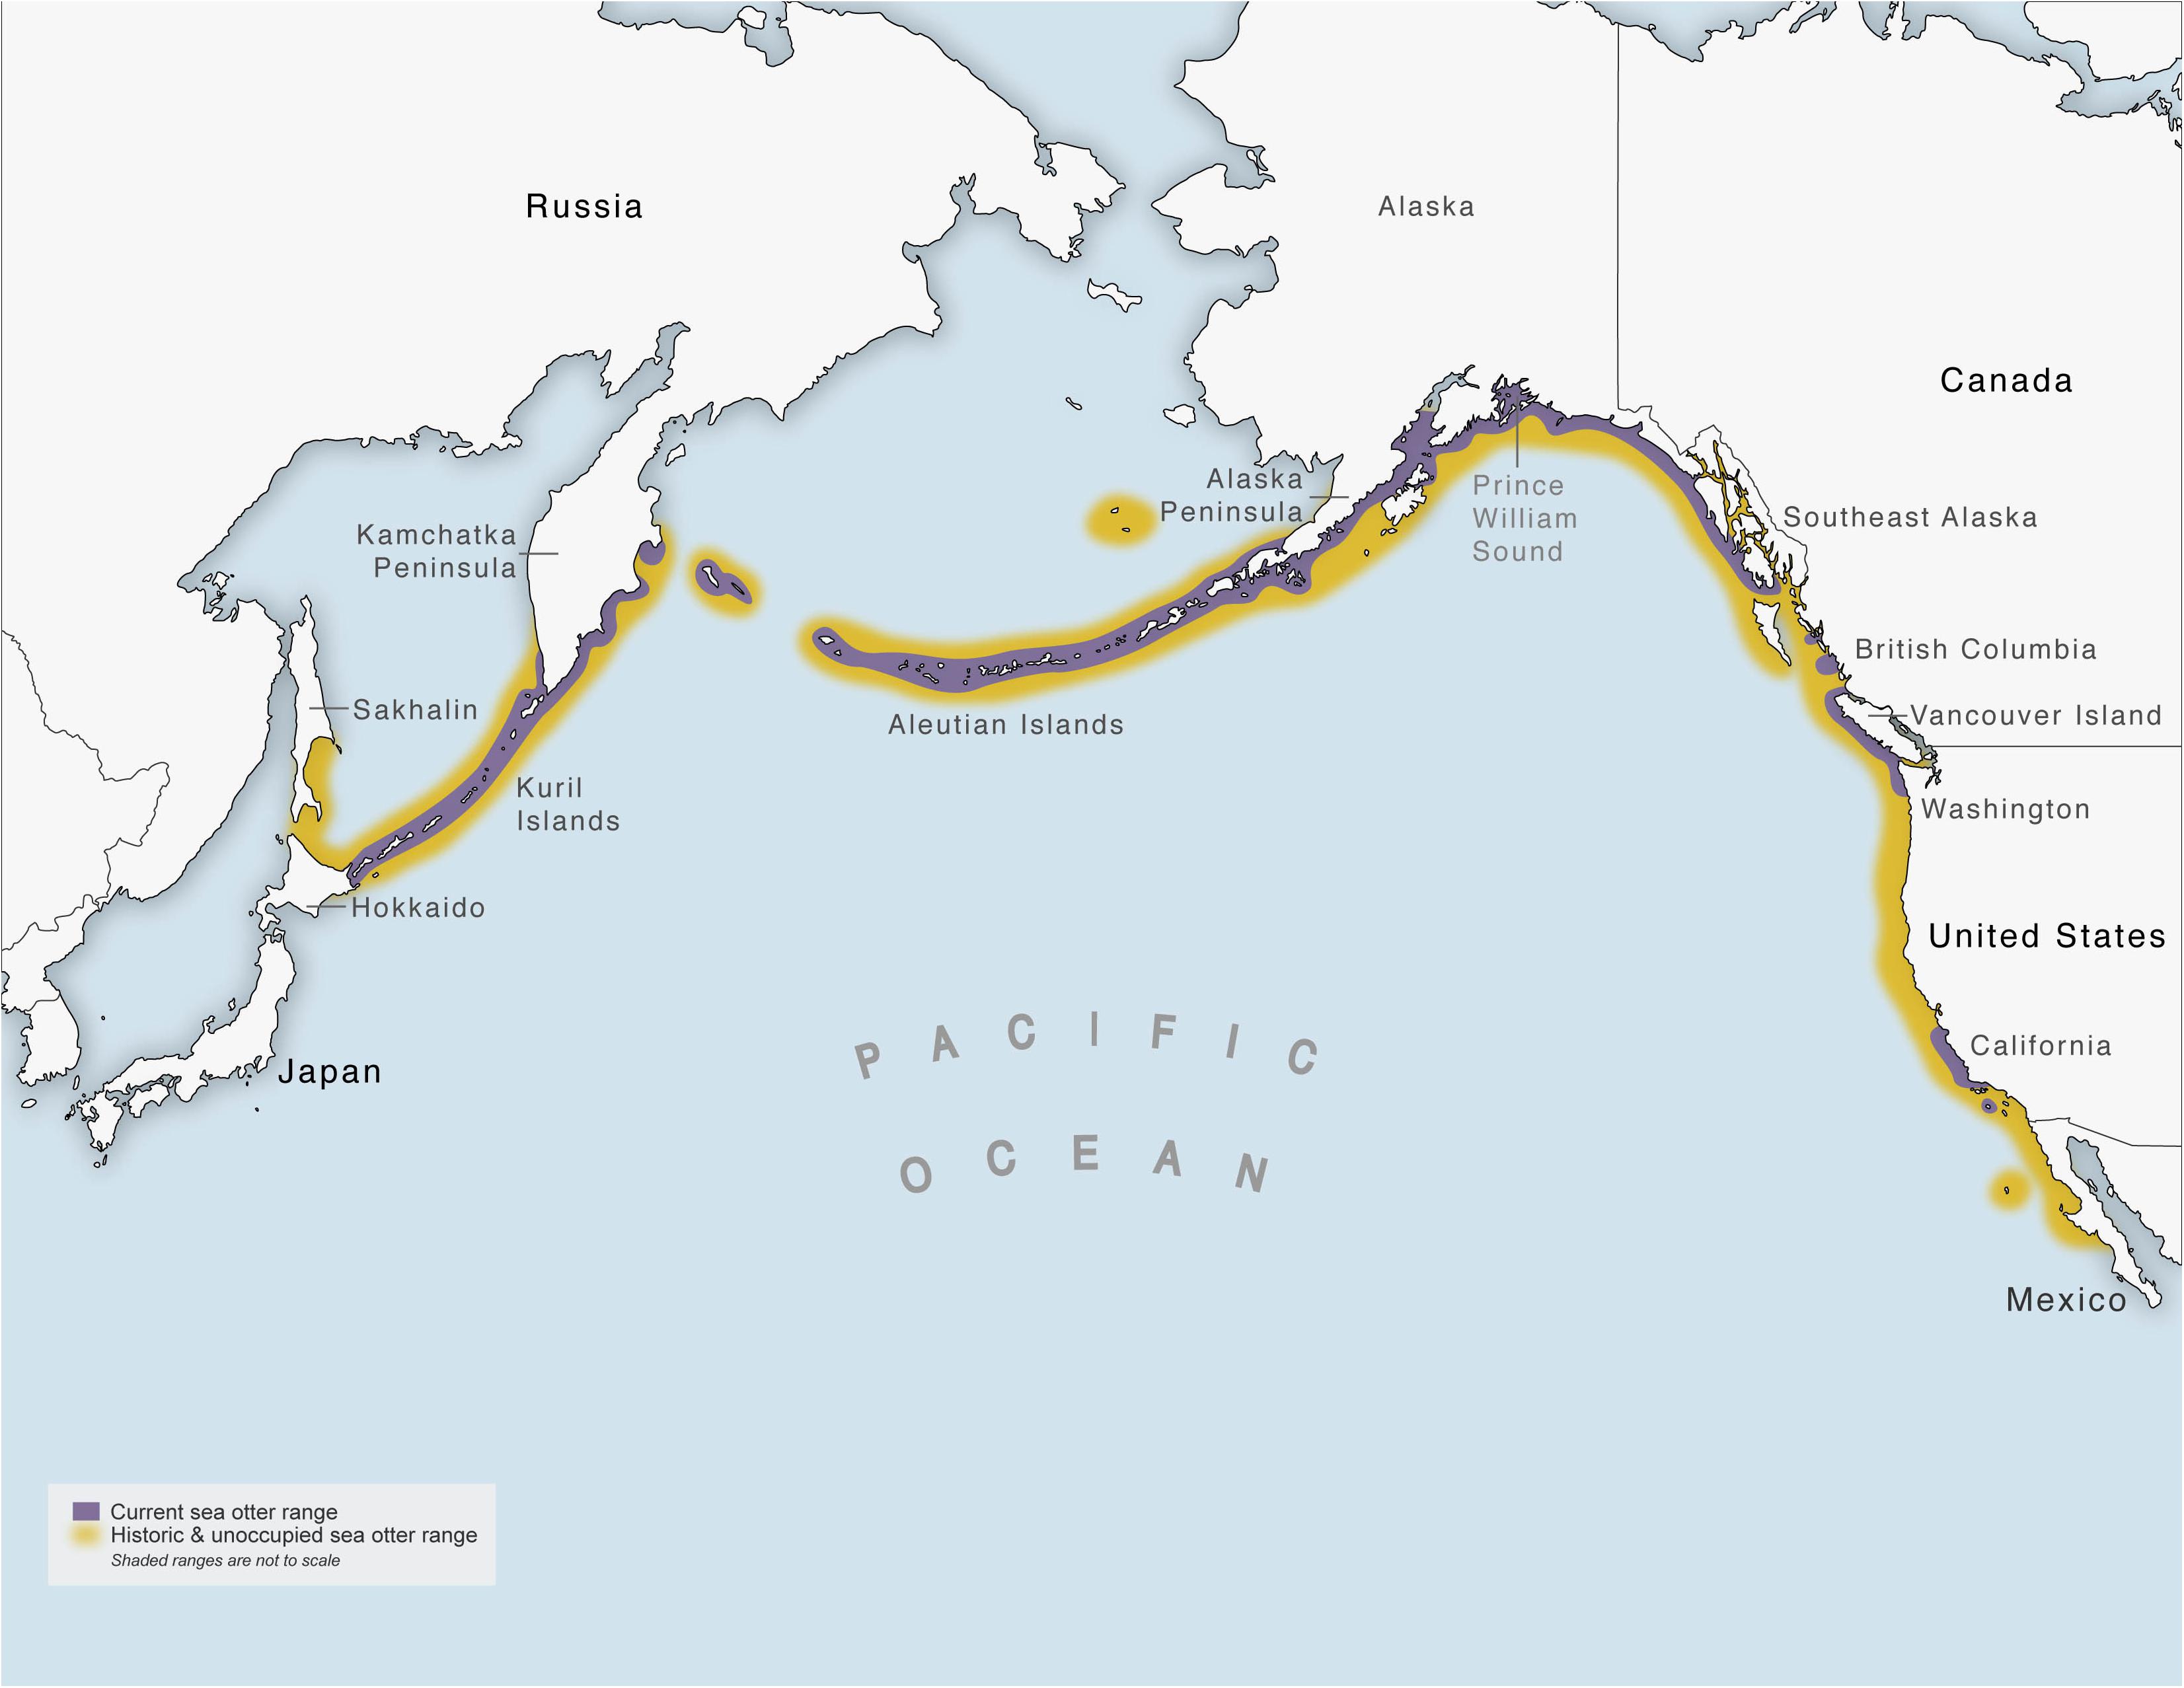 Russia
Alaska
Canada
Alaska
Peninsula
Prince
William
Sound
Southeast Alaska
Kamchatka
Peninsula
British Columbia
Sakhalin
Vancouver Island
Aleutian Islands
Kuril
Islands
Washington
Hokkaido
United States
PACIFIC
OCEAN
California
Japan
Mexico
Current sea otter range
Historic & unoccupied sea otter range
Shaded ranges are not to scale